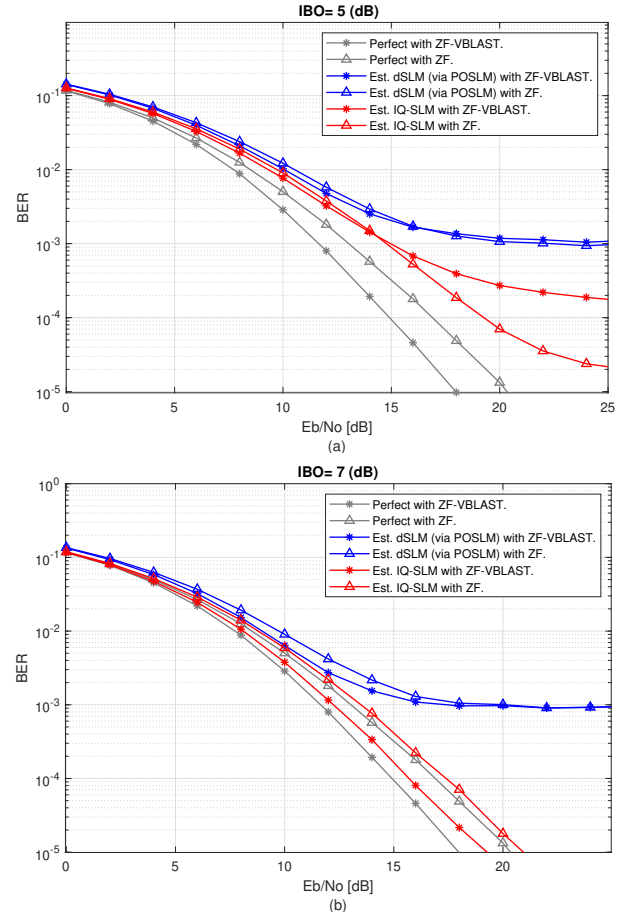 IBO= 5 (dB)
Perfect with ZF-VBLAST.
Perfect with ZF.
Est. dSLM (via POSLM) with ZF-VBLAST.
Est. dSLM (via POSLM) with ZF.
Est. IQ-SLM with ZF-VBLAST.
Est. IQ-SLM with ZF.
BER
10^-1
10^-2
10^-3
10^-4
10^-5
0 5 10 15 20 25
Eb/No [dB]
(a)
IBO= 7 (dB)
Perfect with ZF-VBLAST.
Perfect with ZF.
Est. dSLM (via POSLM) with ZF-VBLAST.
Est. dSLM (via POSLM) with ZF.
Est. IQ-SLM with ZF-VBLAST.
Est. IQ-SLM with ZF.
BER
10^0
10^-1
10^-2
10^-3
10^-4
10^-5
0 5 10 15 20
Eb/No [dB]
(b)